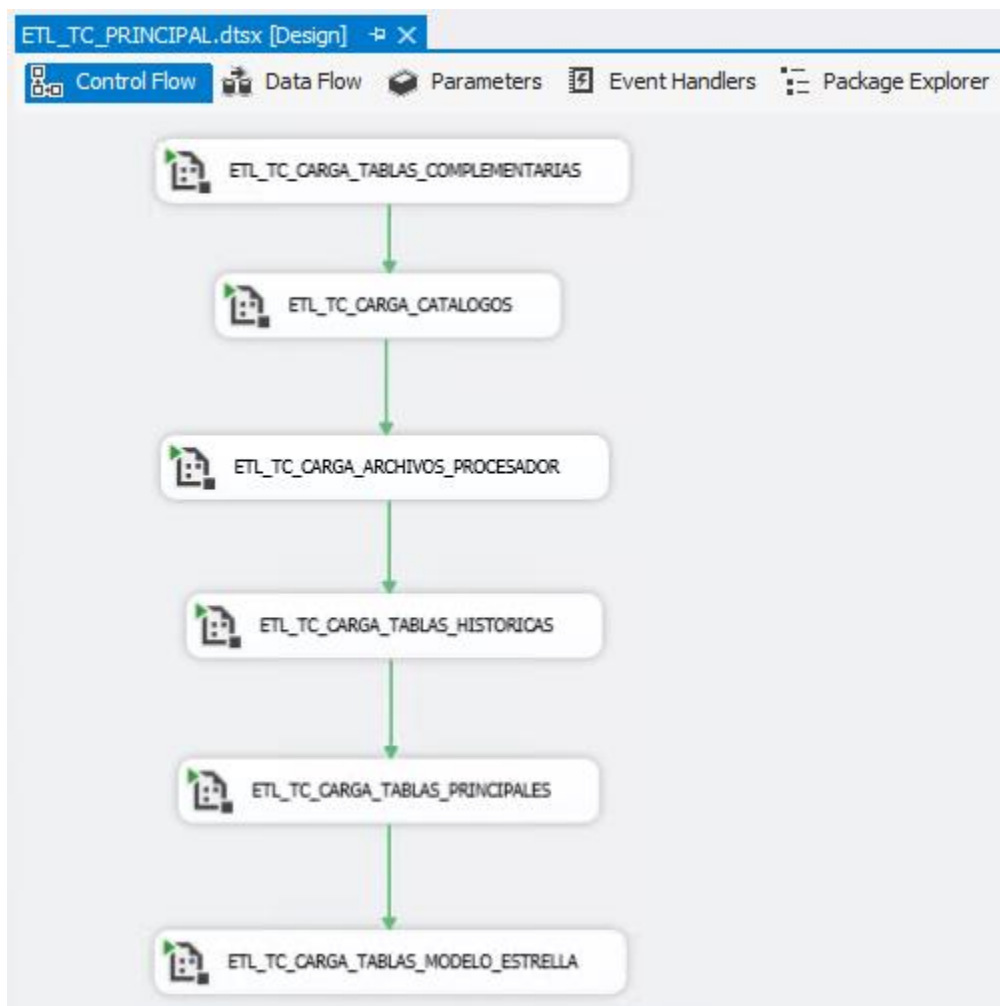 ETL_TC_PRINCIPAL.dtsx [Design]
Control Flow Data Flow Parameters Event Handlers Package Explorer
ETL_TC_CARGA_TABLAS_COMPLEMENTARIAS
ETL_TC_CARGA_CATALOGOS
ETL_TC_CARGA_ARCHIVOS_PROCESADOR
ETL_TC_CARGA_TABLAS_HISTORICAS
ETL_TC_CARGA_TABLAS_PRINCIPALES
ETL_TC_CARGA_TABLAS_MODELO_ESTRELLA